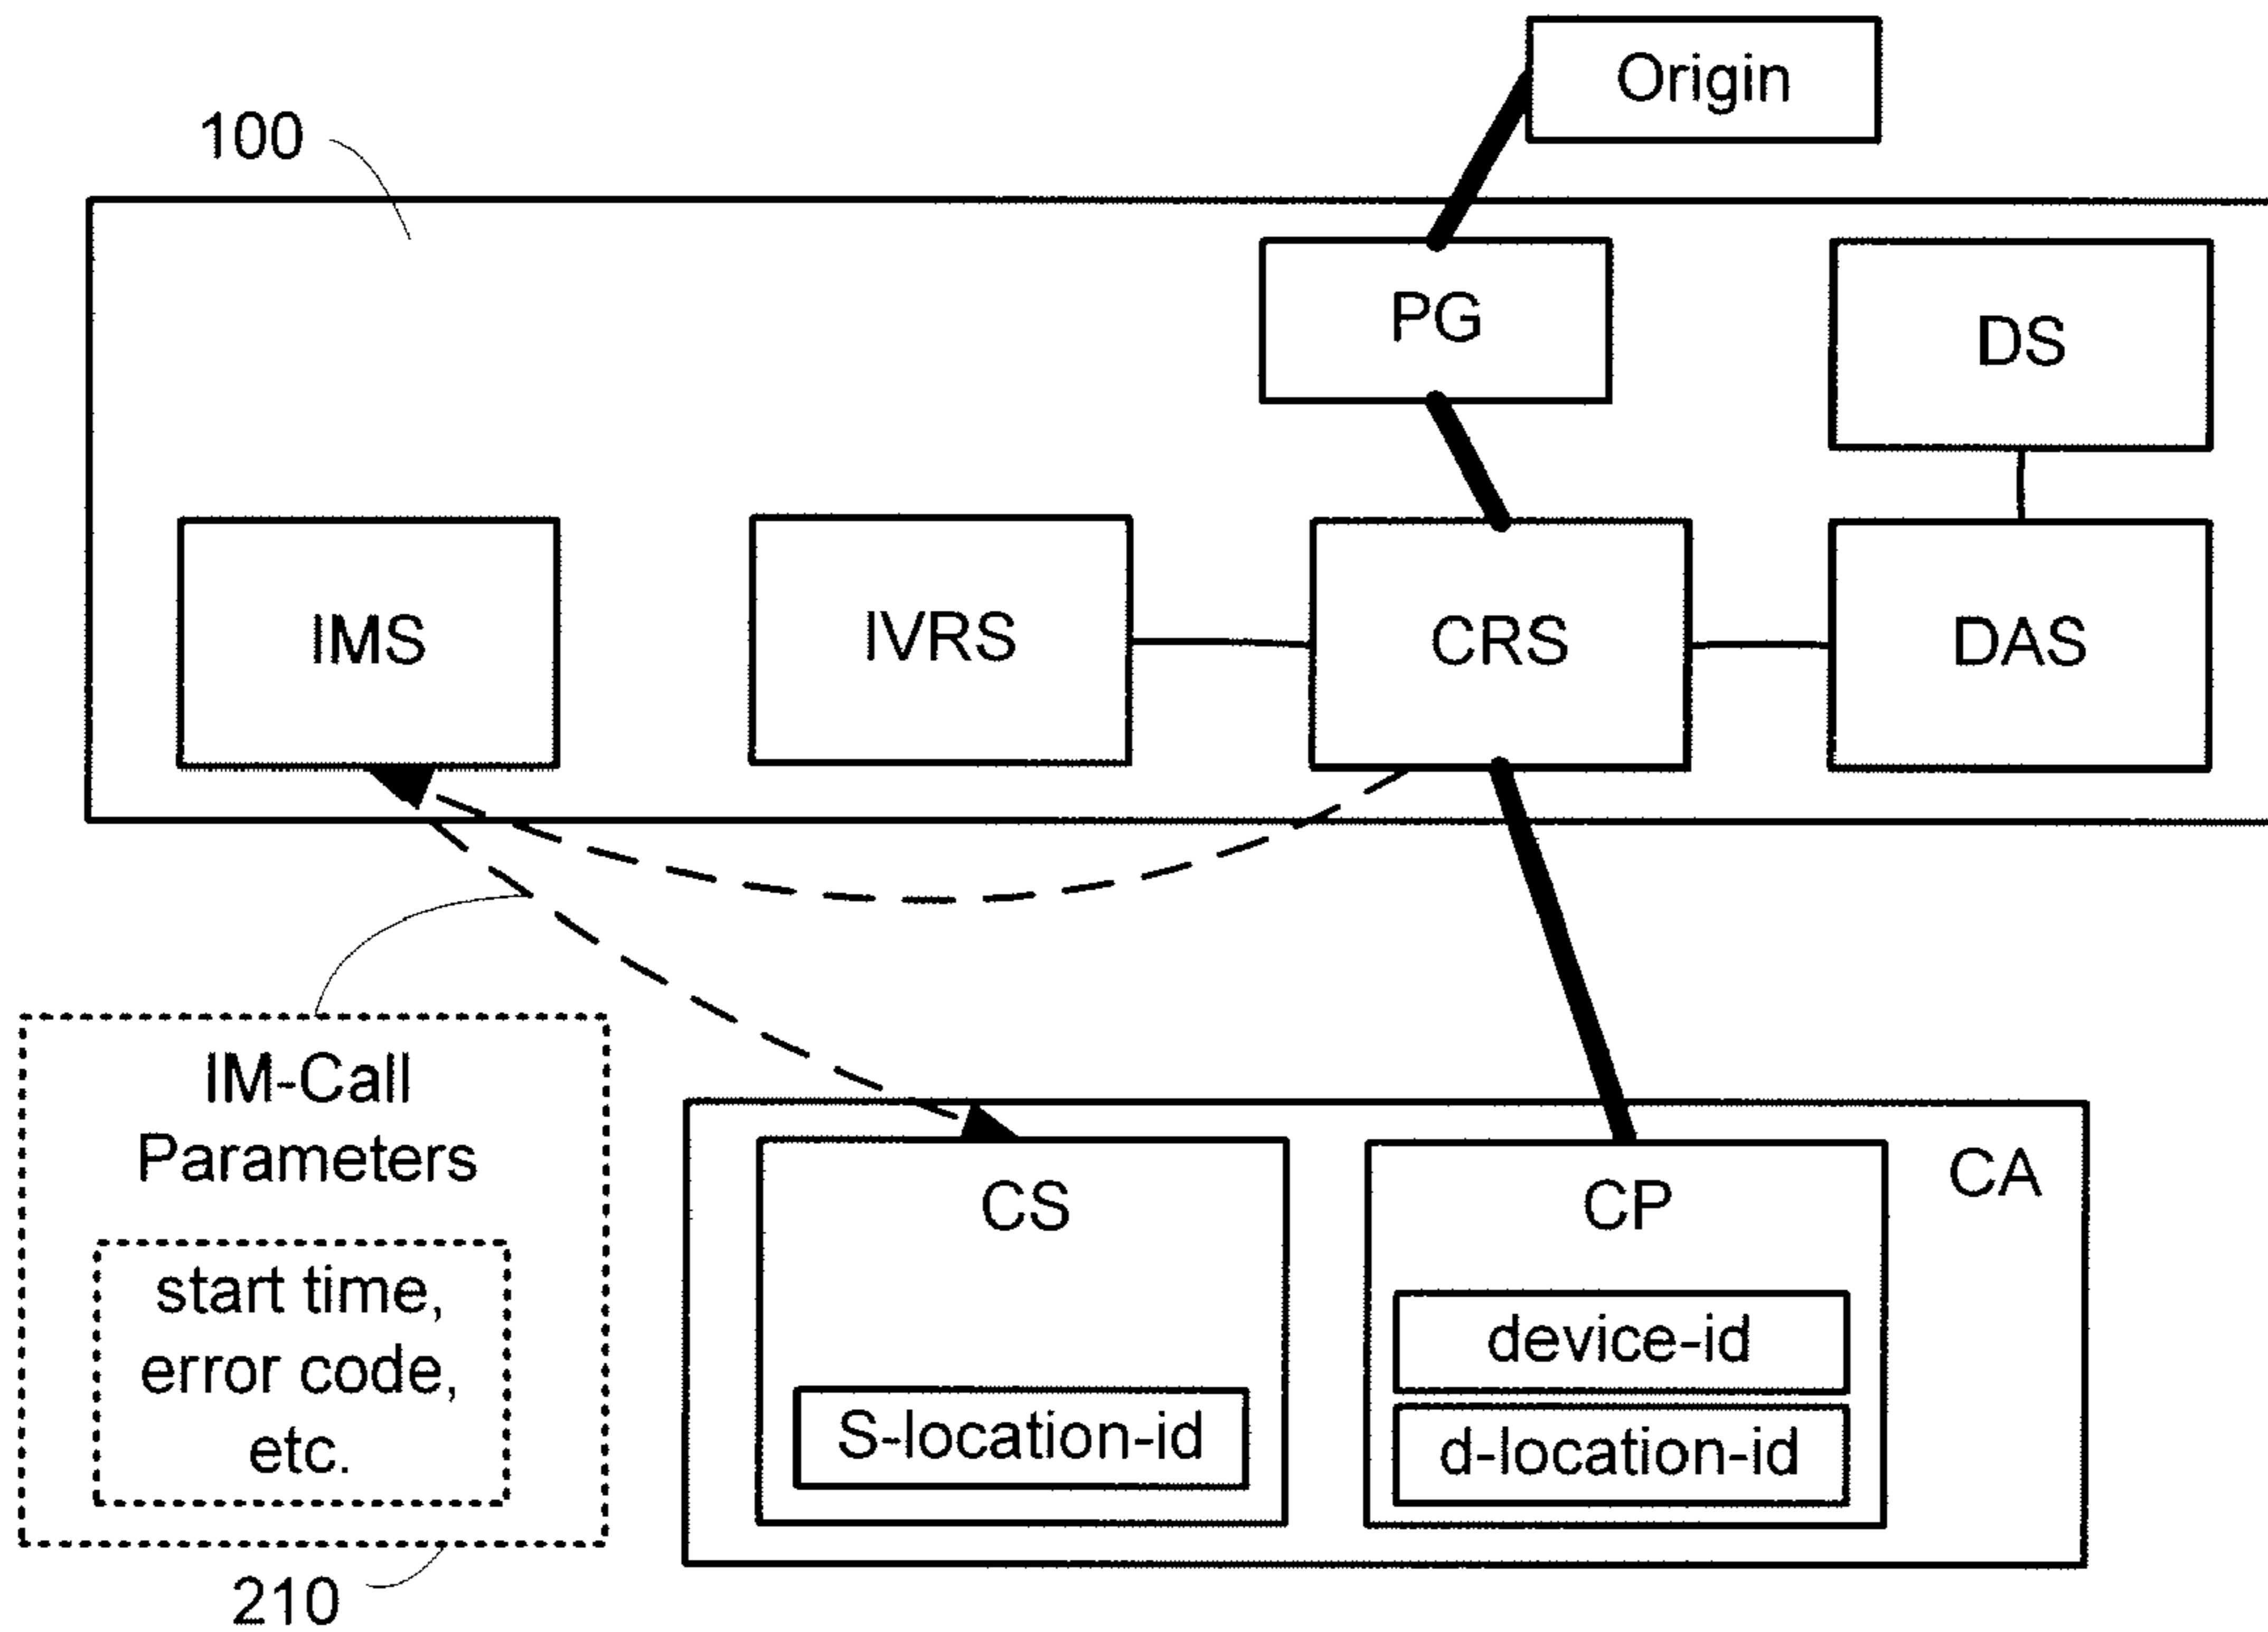 Origin
100
PG
DS
IMS
IVRS
CRS
DAS
IM-Call
Parameters
start time,
error code,
etc.
210
CA
CS
S-location-id
CP
device-id
d-location-id